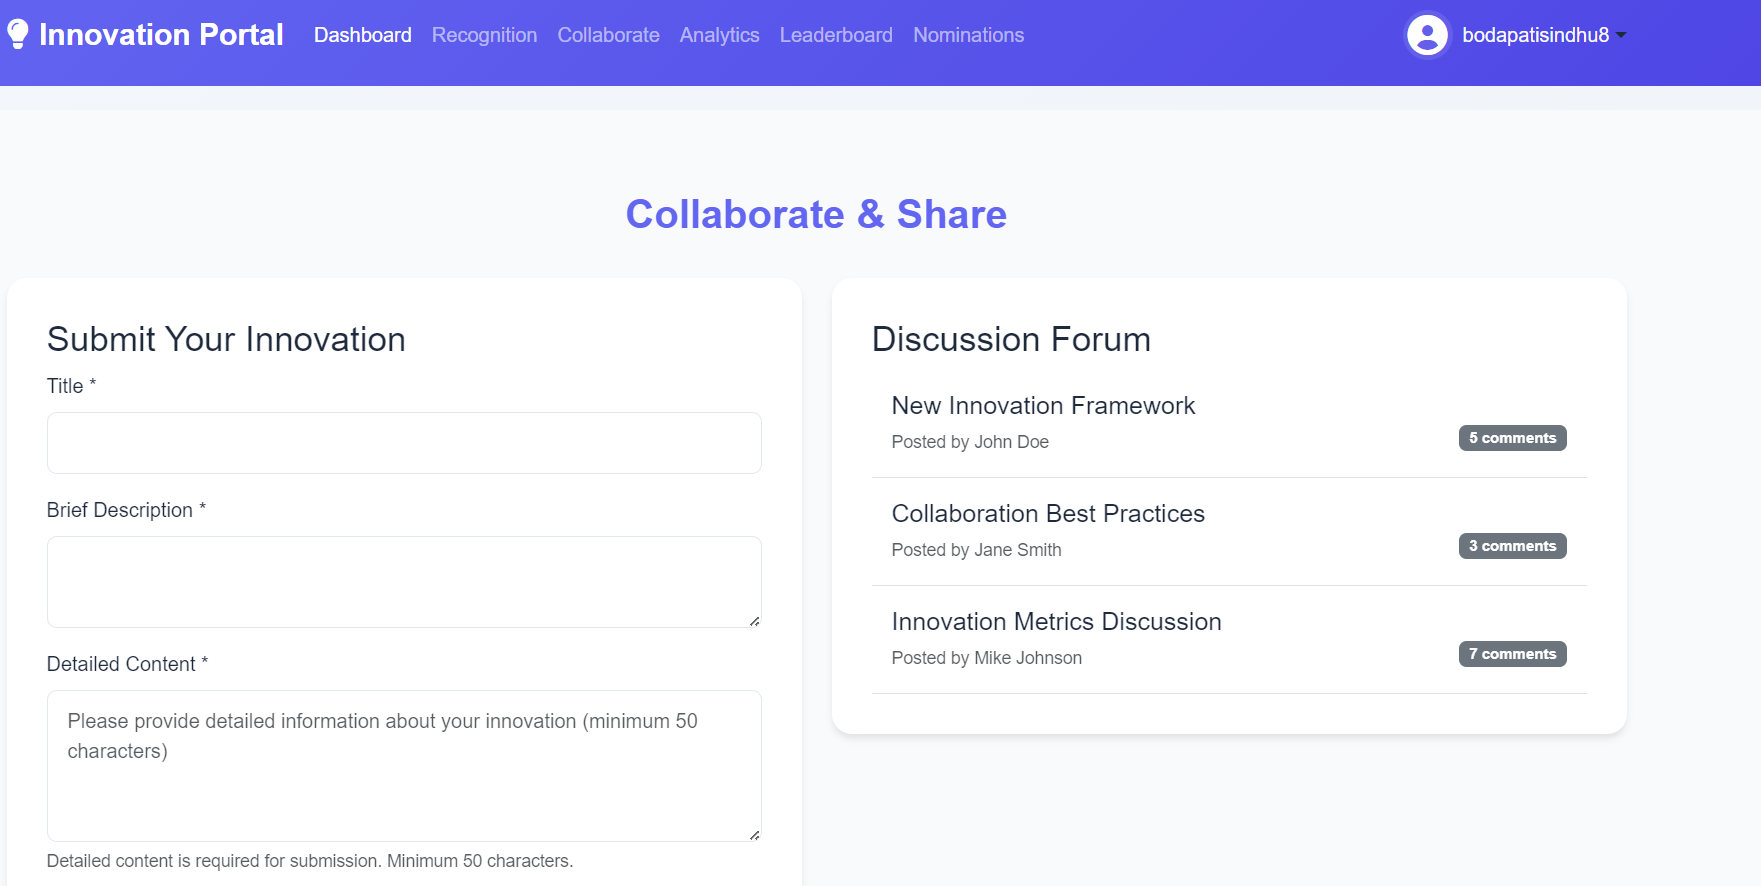 Innovation Portal Dashboard Recognition Collaborate Analytics Leaderboard Nominations bodapatisindhu8
Collaborate & Share
Submit Your Innovation
Title *
Brief Description *
Detailed Content *
Please provide detailed information about your innovation (minimum 50
characters)
Detailed content is required for submission. Minimum 50 characters.
Discussion Forum
New Innovation Framework
Posted by John Doe
5 comments
Collaboration Best Practices
Posted by Jane Smith
3 comments
Innovation Metrics Discussion
Posted by Mike Johnson
7 comments